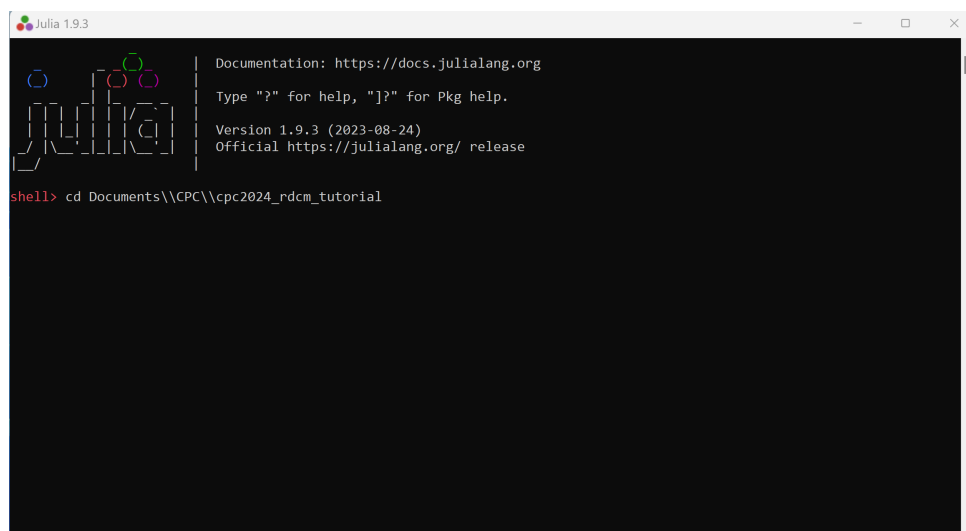 Julia 1.9.3
Documentation: https://docs.julialang.org
Type "?" for help, "]?" for Pkg help.
Version 1.9.3 (2023-08-24)
Official https://julialang.org/ release
shell> cd Documents\\CPC\\cpc2024_rdcm_tutorial